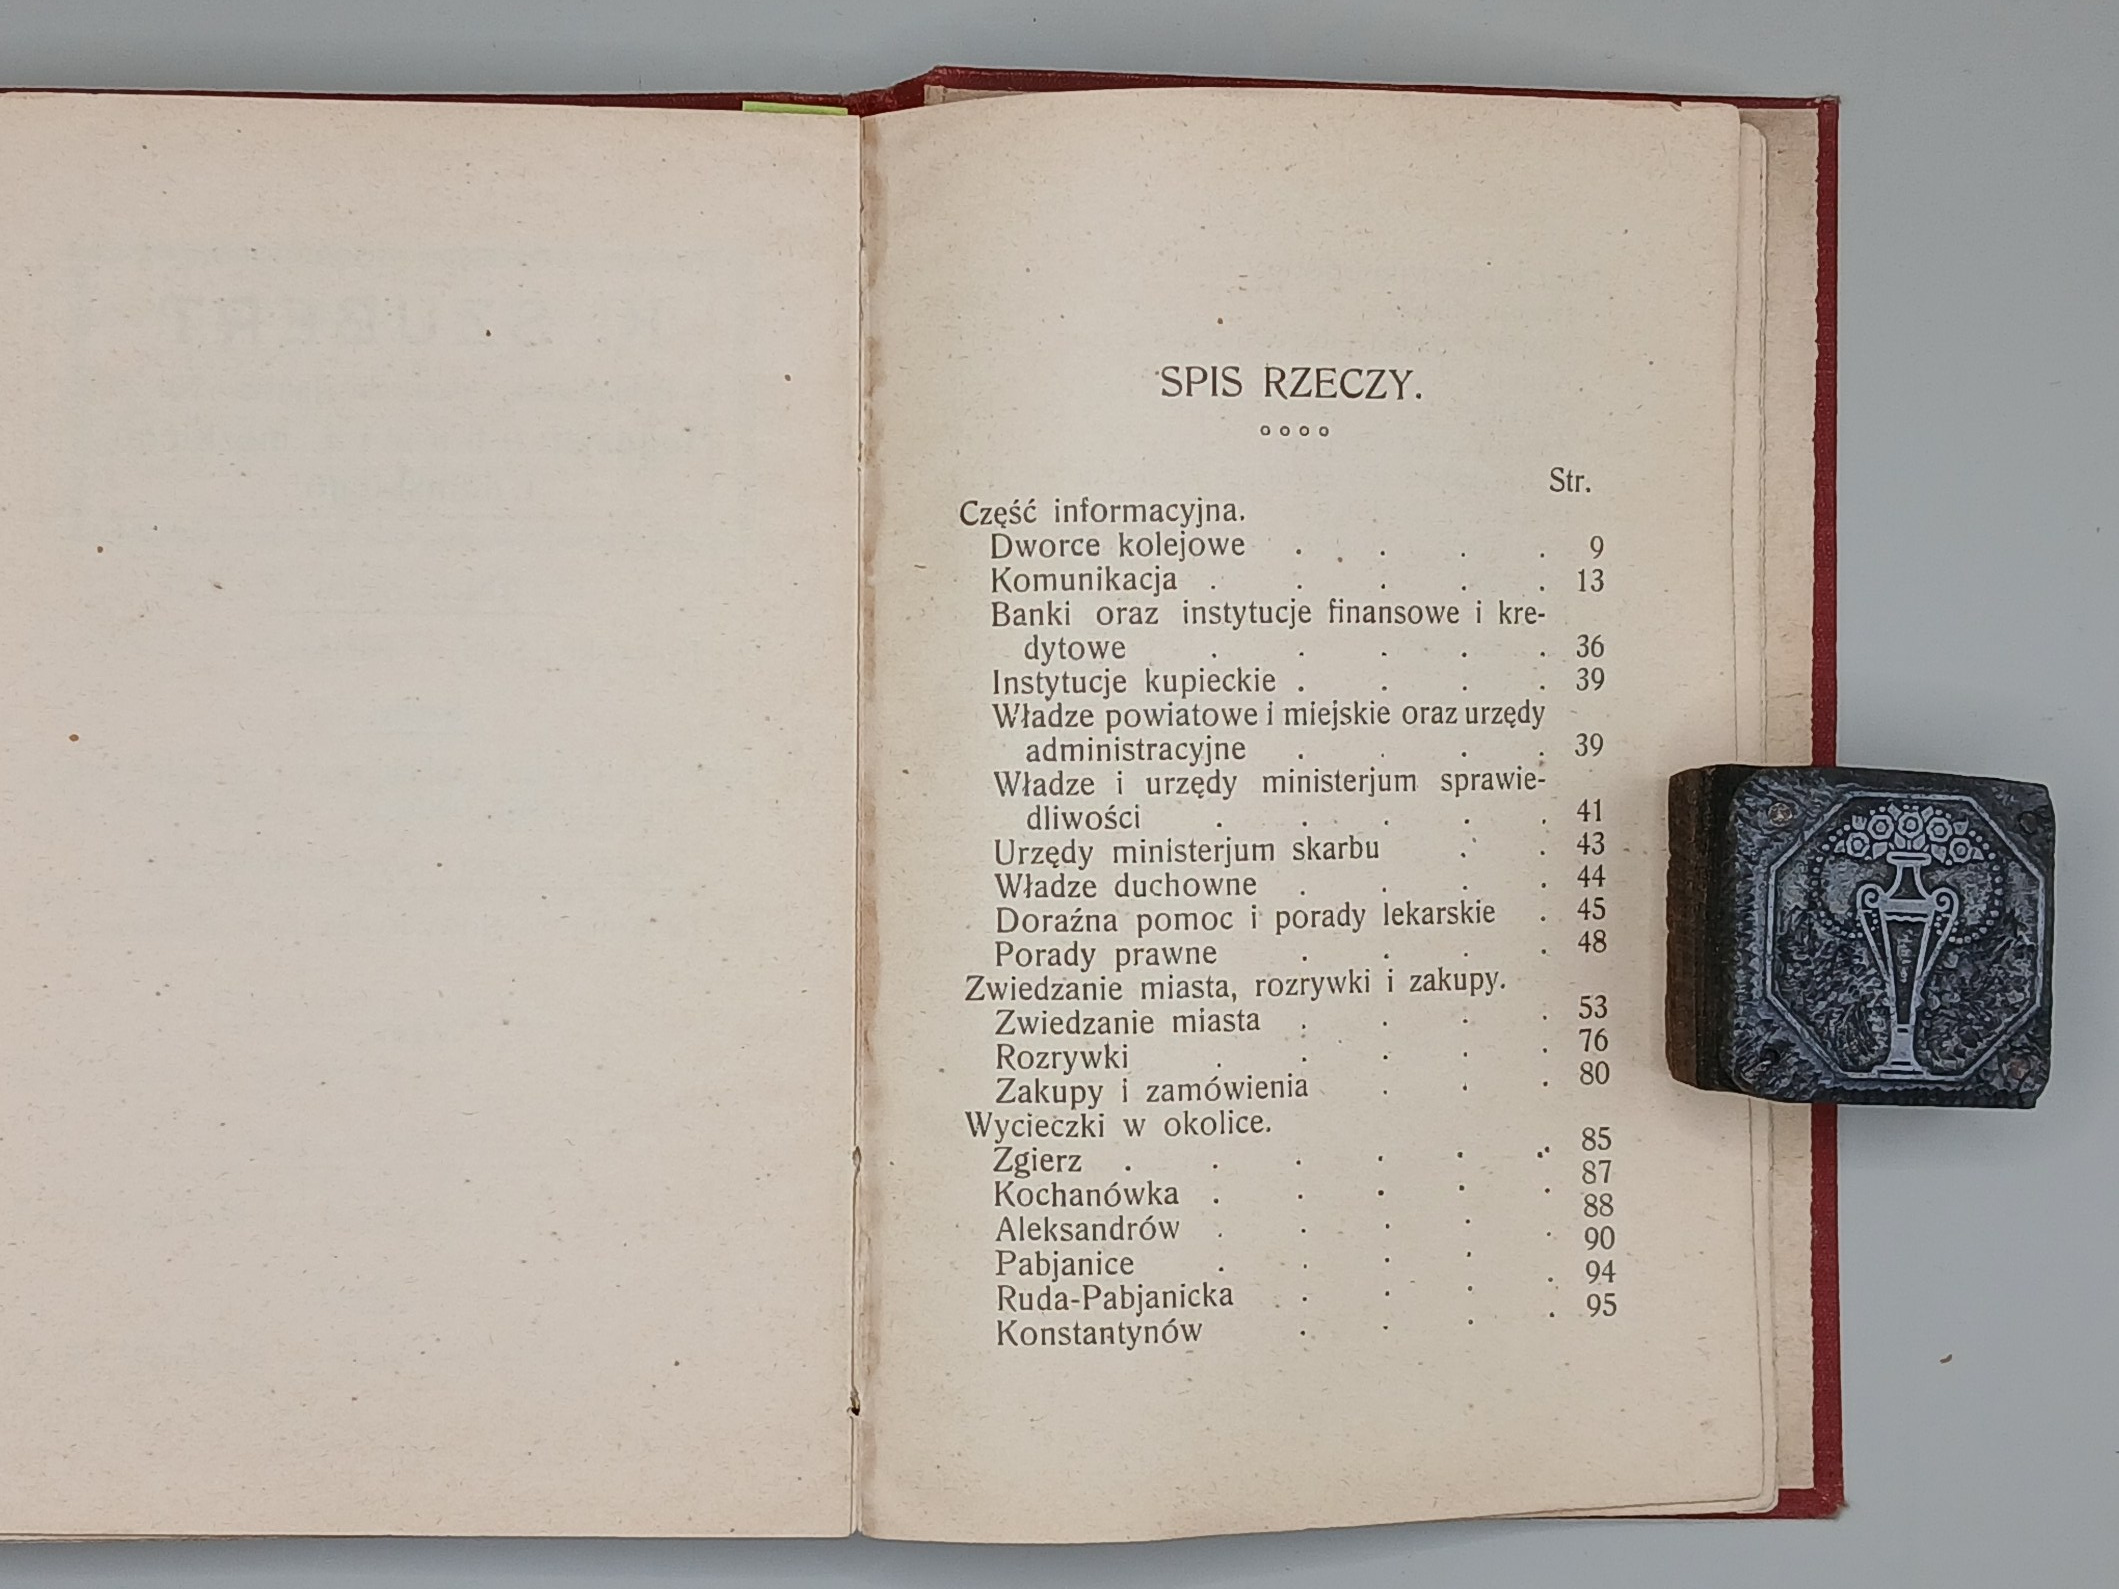 SPIS RZECZY.
Str.
Część informacyjna.
Dworce kolejowe . . . . 9
Komunikacja . . . . . 13
Banki oraz instytucje finansowe i kre-
dytowe . . . . . 36
Instytucje kupieckie . . . . 39
Władze powiatowe i miejskie oraz urzędy
administracyjne . . . . 39
Władze i urzędy ministerjum sprawie-
dliwości . . . . . 41
Urzędy ministerjum skarbu . . 43
Władze duchowne . . . . 44
Doraźna pomoc i porady lekarskie . 45
Porady prawne . . . . 48
Zwiedzanie miasta, rozrywki i zakupy.
Zwiedzanie miasta . . . . 53
Rozrywki . . . . . 76
Zakupy i zamówienia . . . 80
Wycieczki w okolice.
Zgierz . . . . . . 85
Kochanówka . . . . . 87
Aleksandrów . . . . . 88
Pabjanice . . . . . 90
Ruda-Pabjanicka . . . . 94
Konstantynów . . . . 95